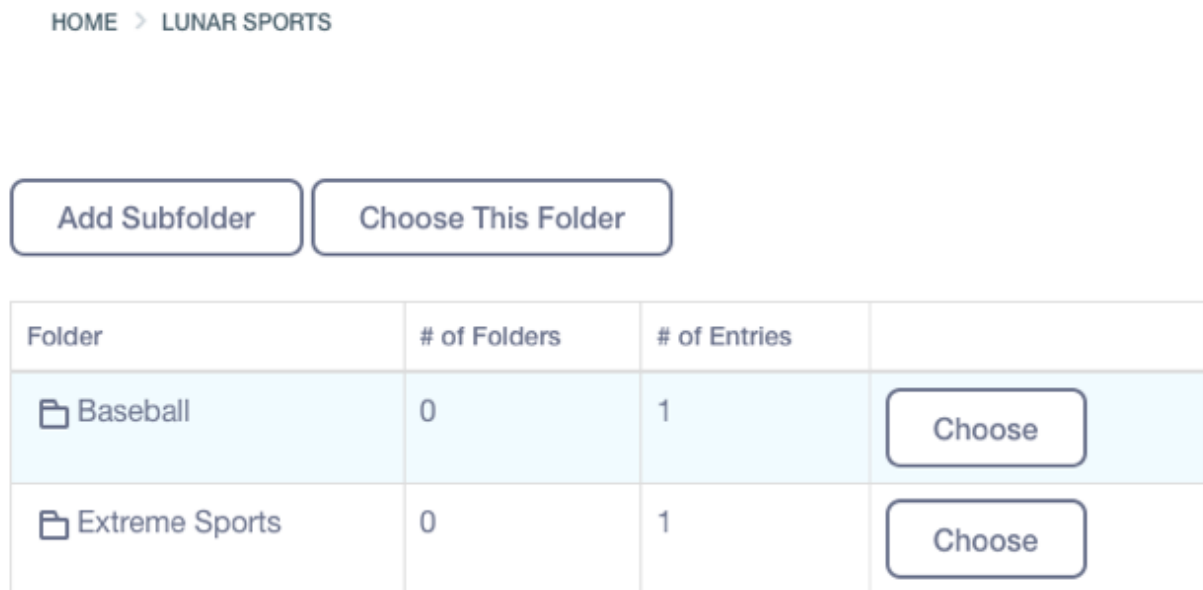 HOME > LUNAR SPORTS
Add Subfolder Choose This Folder
Folder # of Folders # of Entries
Baseball 0 1 Choose
Extreme Sports 0 1 Choose